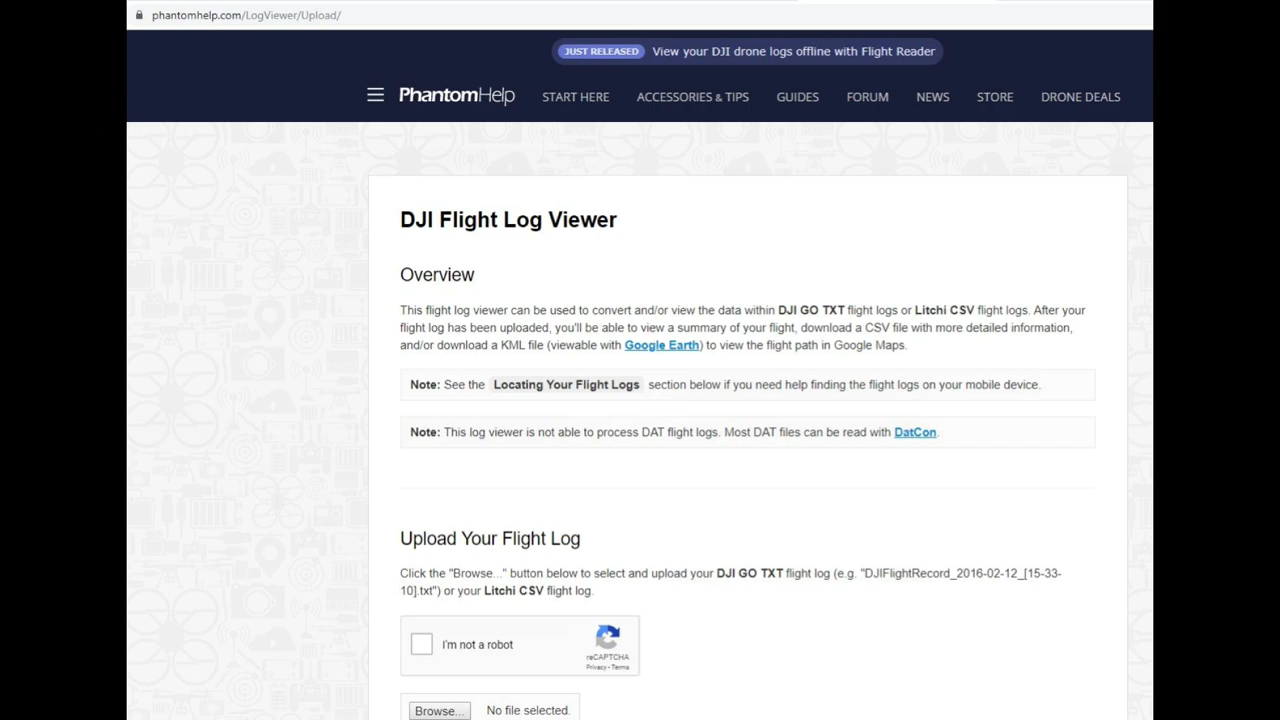 phantomhelp.com/LogViewer/Upload/
JUST RELEASED View your DJI drone logs offline with Flight Reader
PhantomHelp START HERE ACCESSORIES & TIPS GUIDES FORUM NEWS STORE DRONE DEALS
DJI Flight Log Viewer
Overview
This flight log viewer can be used to convert and/or view the data within DJI GO TXT flight logs or Litchi CSV flight logs. After your
flight log has been uploaded, you'll be able to view a summary of your flight, download a CSV file with more detailed information,
and/or download a KML file (viewable with Google Earth) to view the flight path in Google Maps.
Note: See the Locating Your Flight Logs section below if you need help finding the flight logs on your mobile device.
Note: This log viewer is not able to process DAT flight logs. Most DAT files can be read with DatCon.
Upload Your Flight Log
Click the "Browse..." button below to select and upload your DJI GO TXT flight log (e.g. "DJIFlightRecord_2016-02-12_[15-33-
10].txt") or your Litchi CSV flight log.
I'm not a robot
reCAPTCHA
Privacy - Terms
Browse... No file selected.